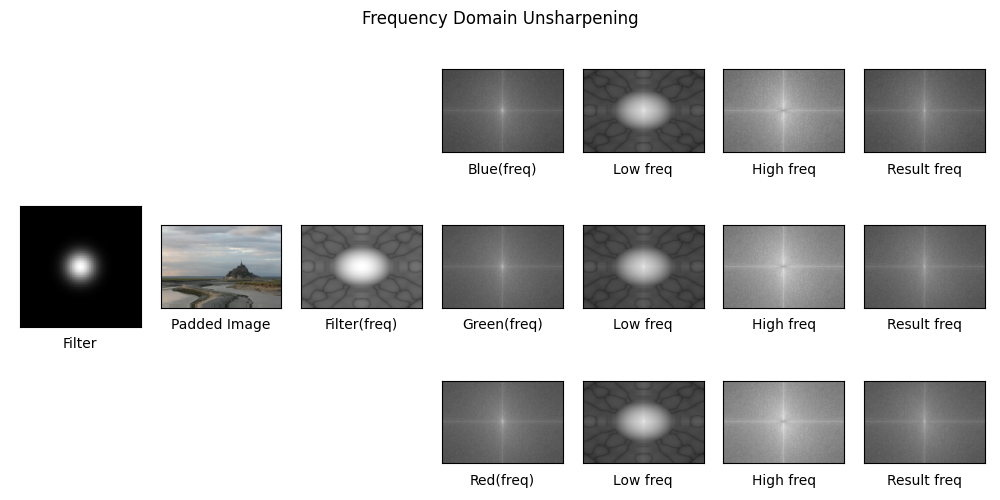 Frequency Domain Unsharpening
Blue(freq)
Low freq
High freq
Result freq
Filter
Padded Image
Filter(freq)
Green(freq)
Low freq
High freq
Result freq
Red(freq)
Low freq
High freq
Result freq